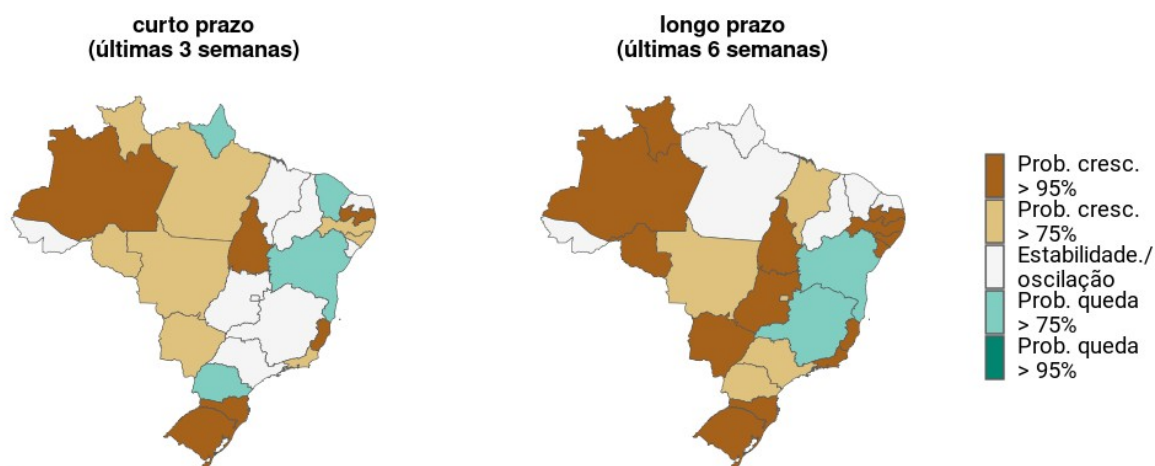 curto prazo
(últimas 3 semanas)
longo prazo
(últimas 6 semanas)
Prob. cresc.
> 95%
Prob. cresc.
> 75%
Estabilidade./
oscilação
Prob. queda
> 75%
Prob. queda
> 95%